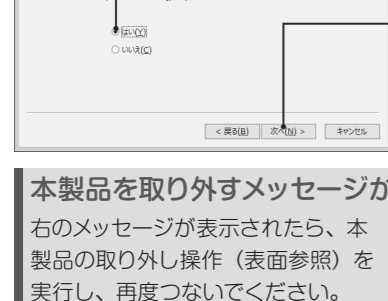 はい(Y)
いいえ(C)
< 戻る(B)
次へ(N) >
キャンセル
本製品を取り外すメッセージが
右のメッセージが表示されたら、本
製品の取り外し操作（表面参照）を
実行し、再度つないでください。